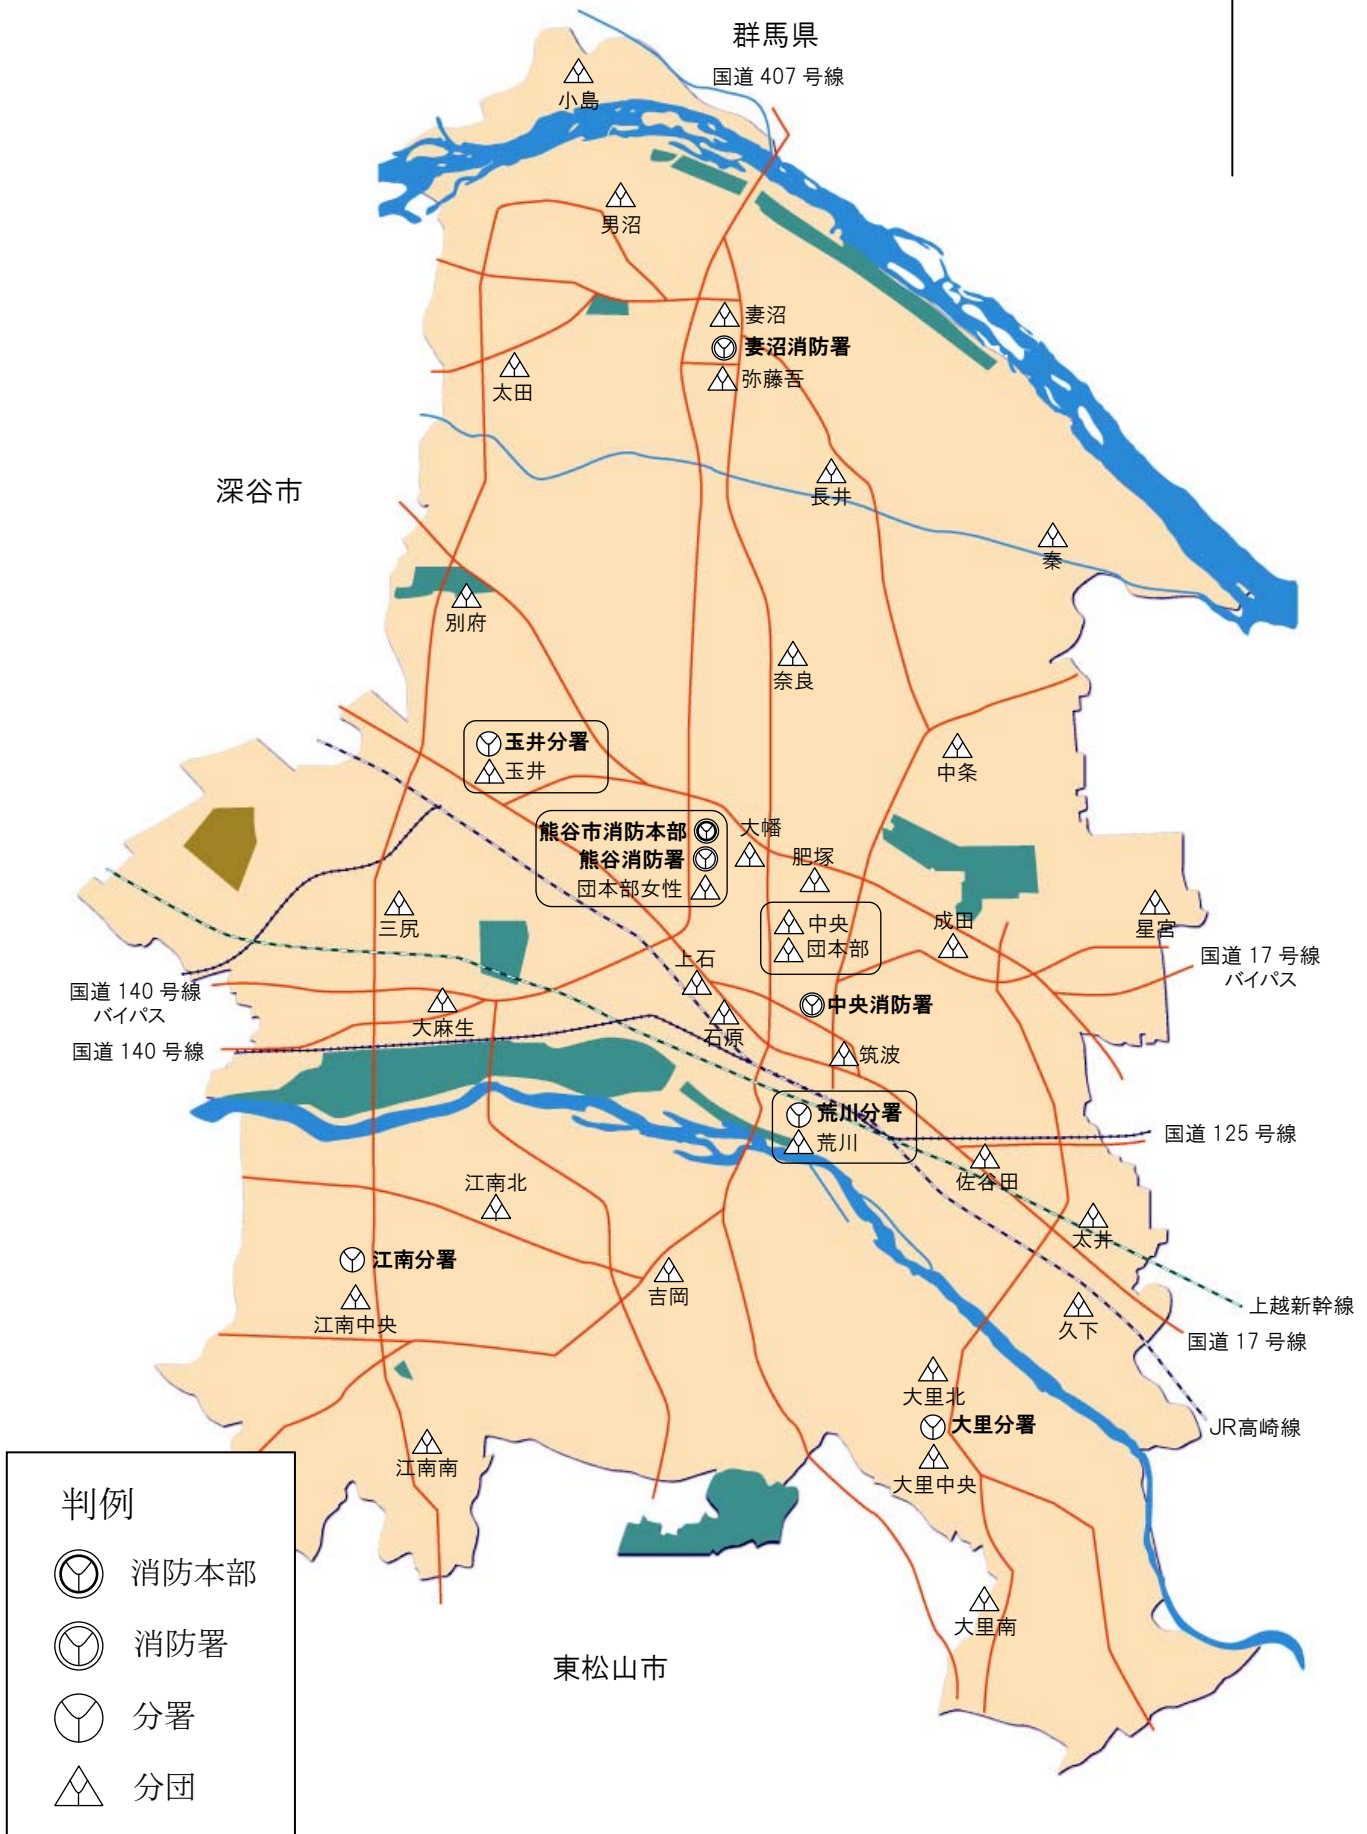 群馬県
国道 407 号線
小島
男沼
妻沼
妻沼消防署
弥藤吾
太田
長井
深谷市
秦
別府
奈良
玉井分署
玉井
中条
熊谷市消防本部
熊谷消防署
団本部女性
大幡
肥塚
中央
団本部
成田
星宮
三尻
上石
国道 17 号線
バイパス
国道 140 号線
バイパス
大麻生
石原
中央消防署
国道 140 号線
筑波
荒川分署
荒川
国道 125 号線
佐谷田
江南北
太井
江南分署
吉岡
江南中央
久下
上越新幹線
国道 17 号線
大里北
大里分署
JR高崎線
江南南
大里中央
大里南
東松山市
判例
消防本部
消防署
分署
分団